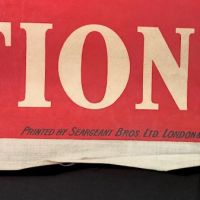 TION
PRINTED BY SEARGEANT BROS. LTD. LONDON